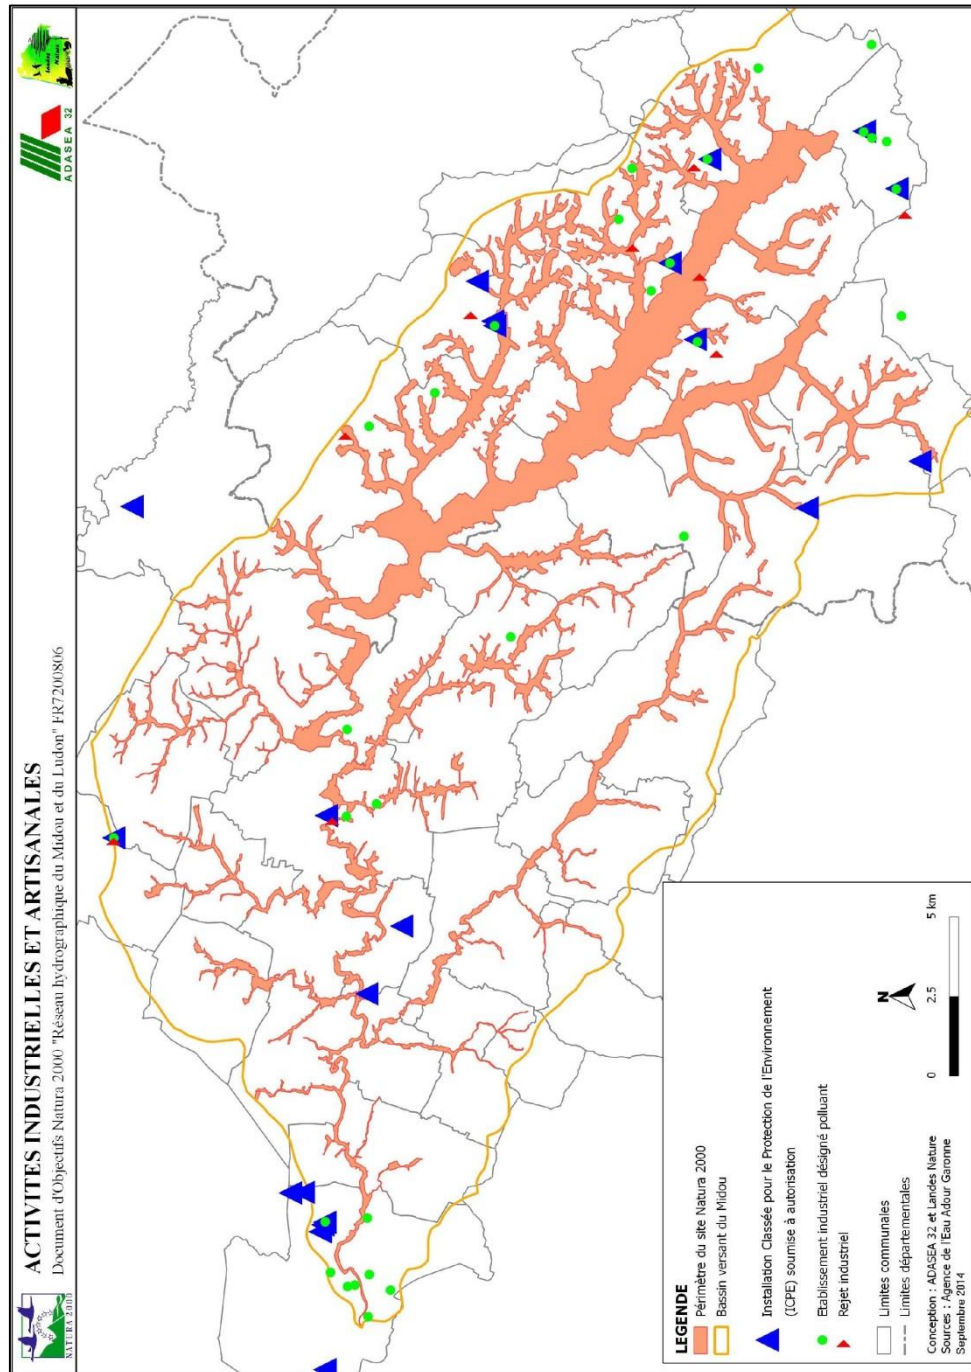 ACTIVITES INDUSTRIELLES ET ARTISANALES
Document d'Objectifs Natura 2000 "Réseau hydrographique du Midou et du Ludon" FR7200806
NATURA 2000
ADASEA 32
Landes
Nature
LEGENDE
Périmètre du site Natura 2000
Bassin versant du Midou
Installation Classée pour le Protection de l'Environnement
(ICPE) soumise à autorisation
Etablissement industriel désigné polluant
Rejet industriel
Limites communales
Limites départementales
N
0 2.5 5 km
Conception : ADASEA 32 et Landes Nature
Sources : Agence de l'Eau Adour Garonne
Septembre 2014